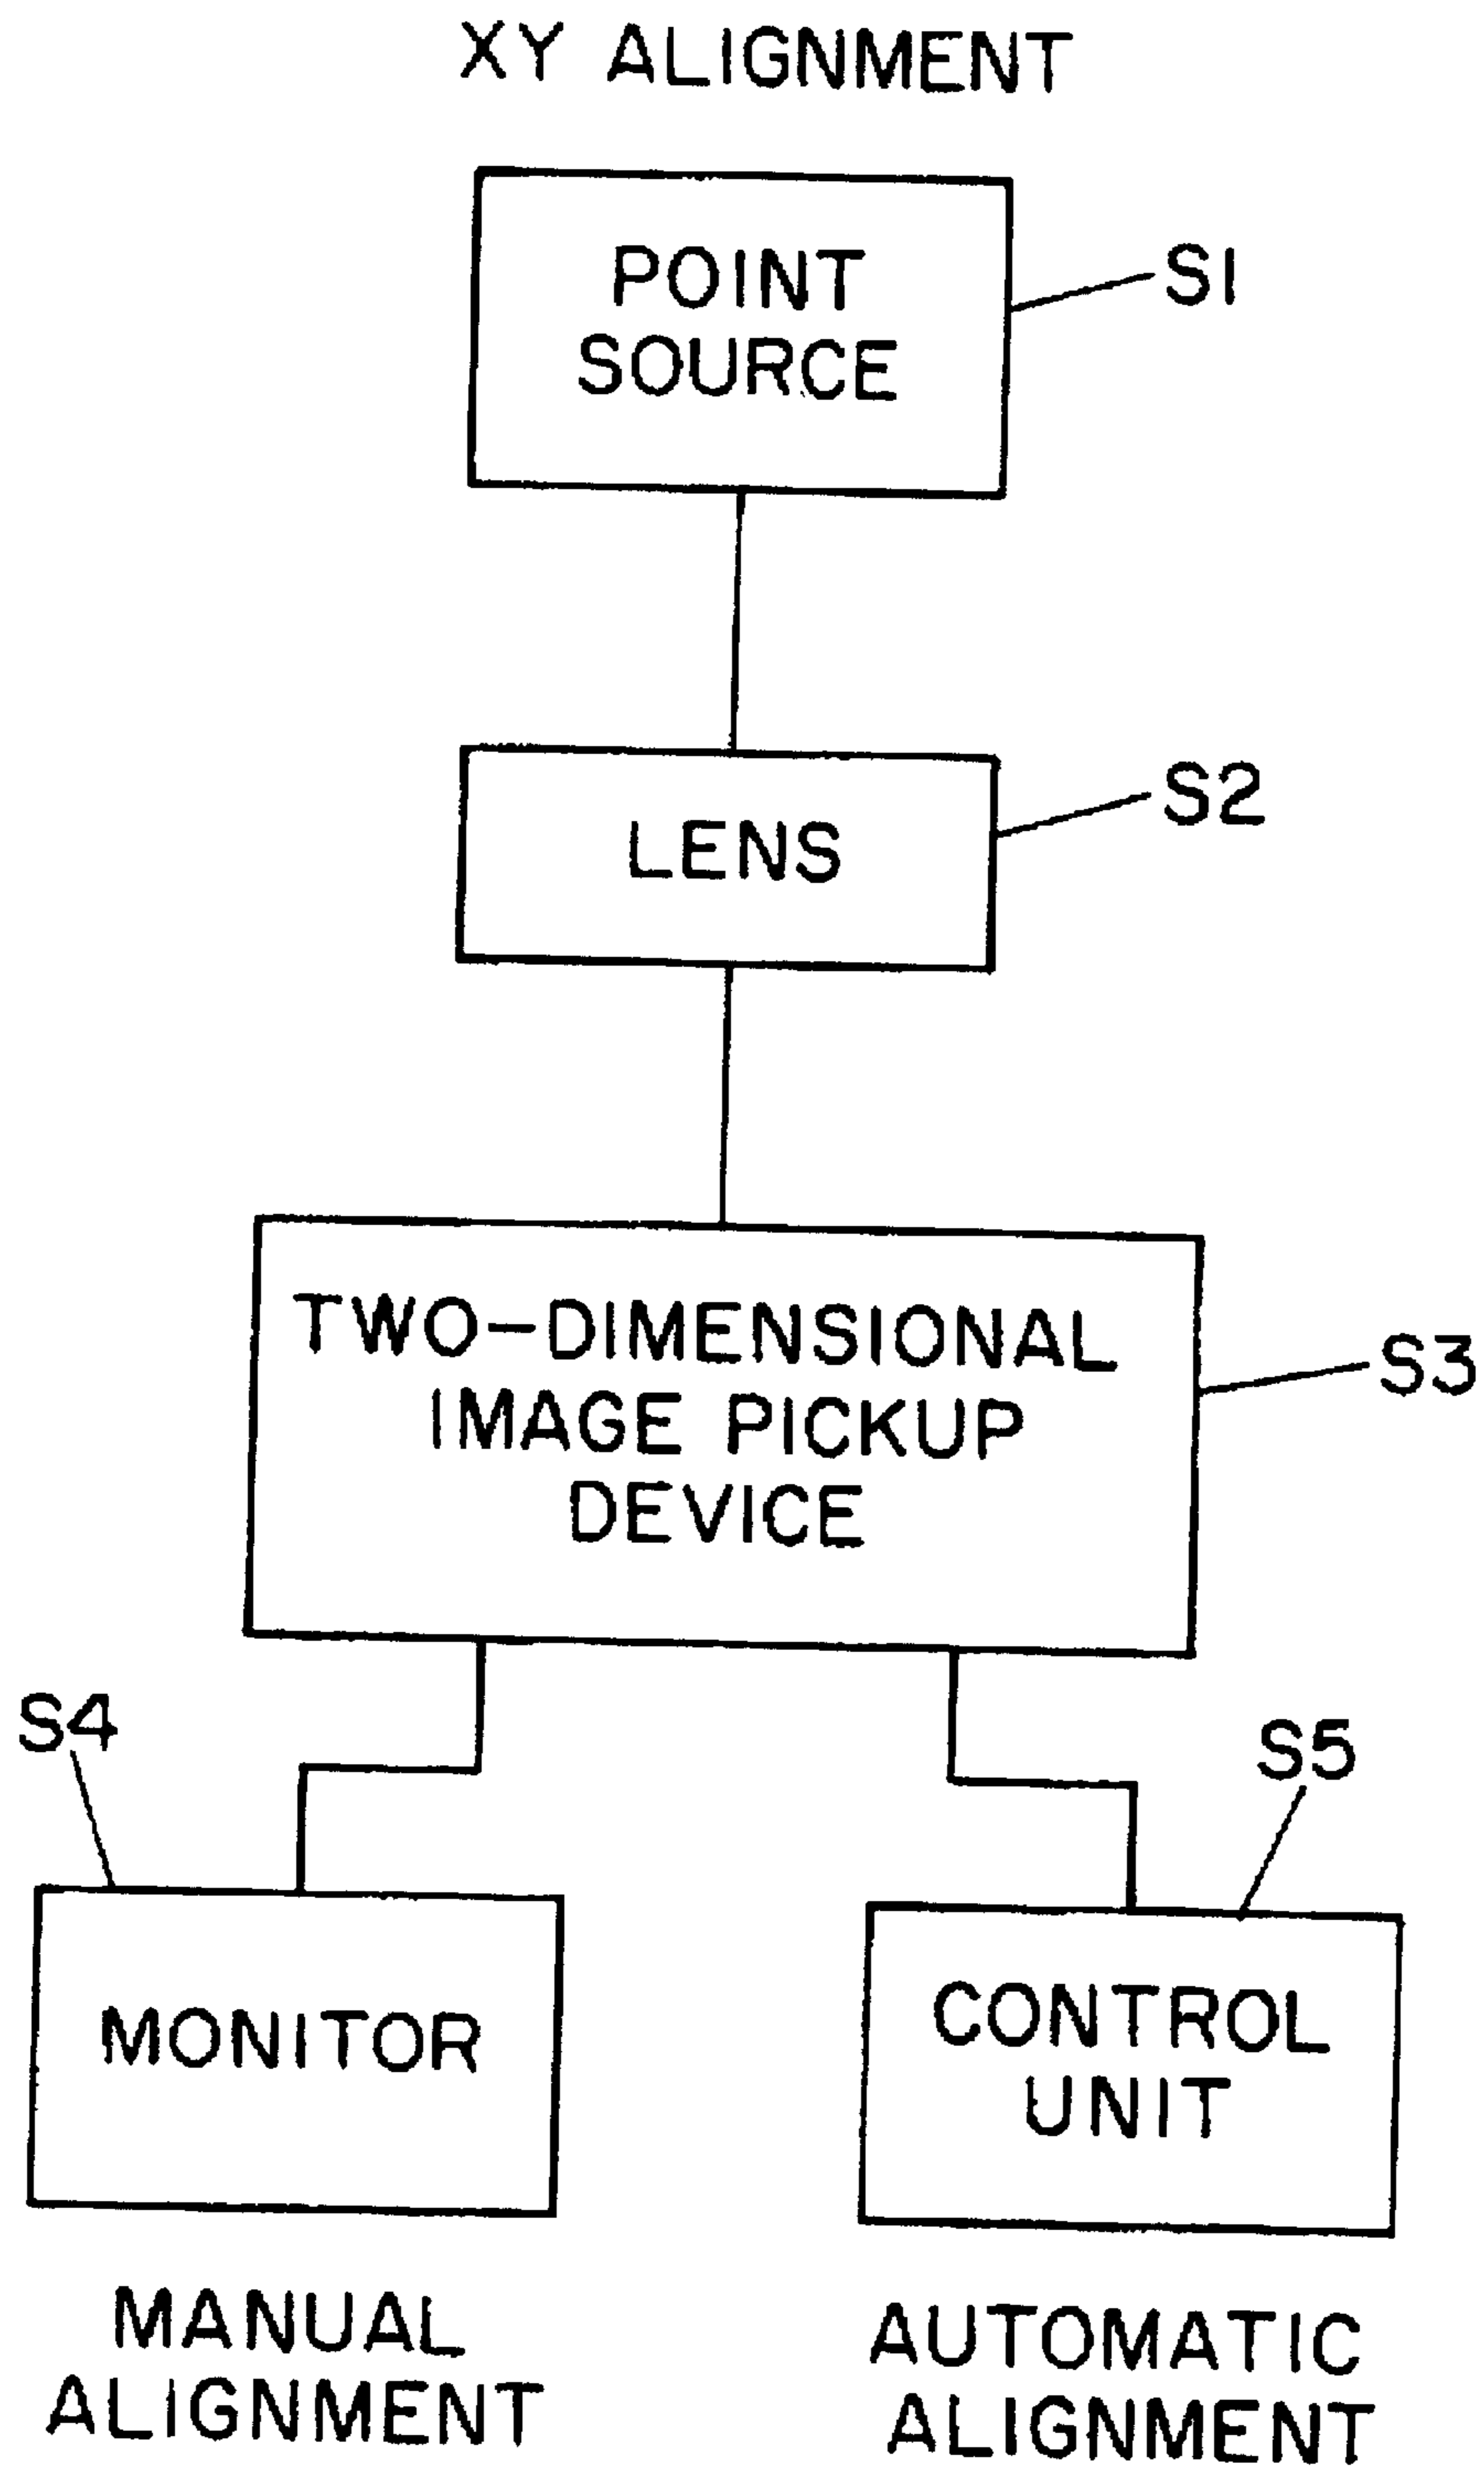 XY ALIGNMENT
POINT
SOURCE
S1
LENS
S2
TWO-DIMENSIONAL
IMAGE PICKUP
DEVICE
S3
S4
MONITOR
MANUAL
ALIGNMENT
S5
CONTROL
UNIT
AUTOMATIC
ALIGNMENT